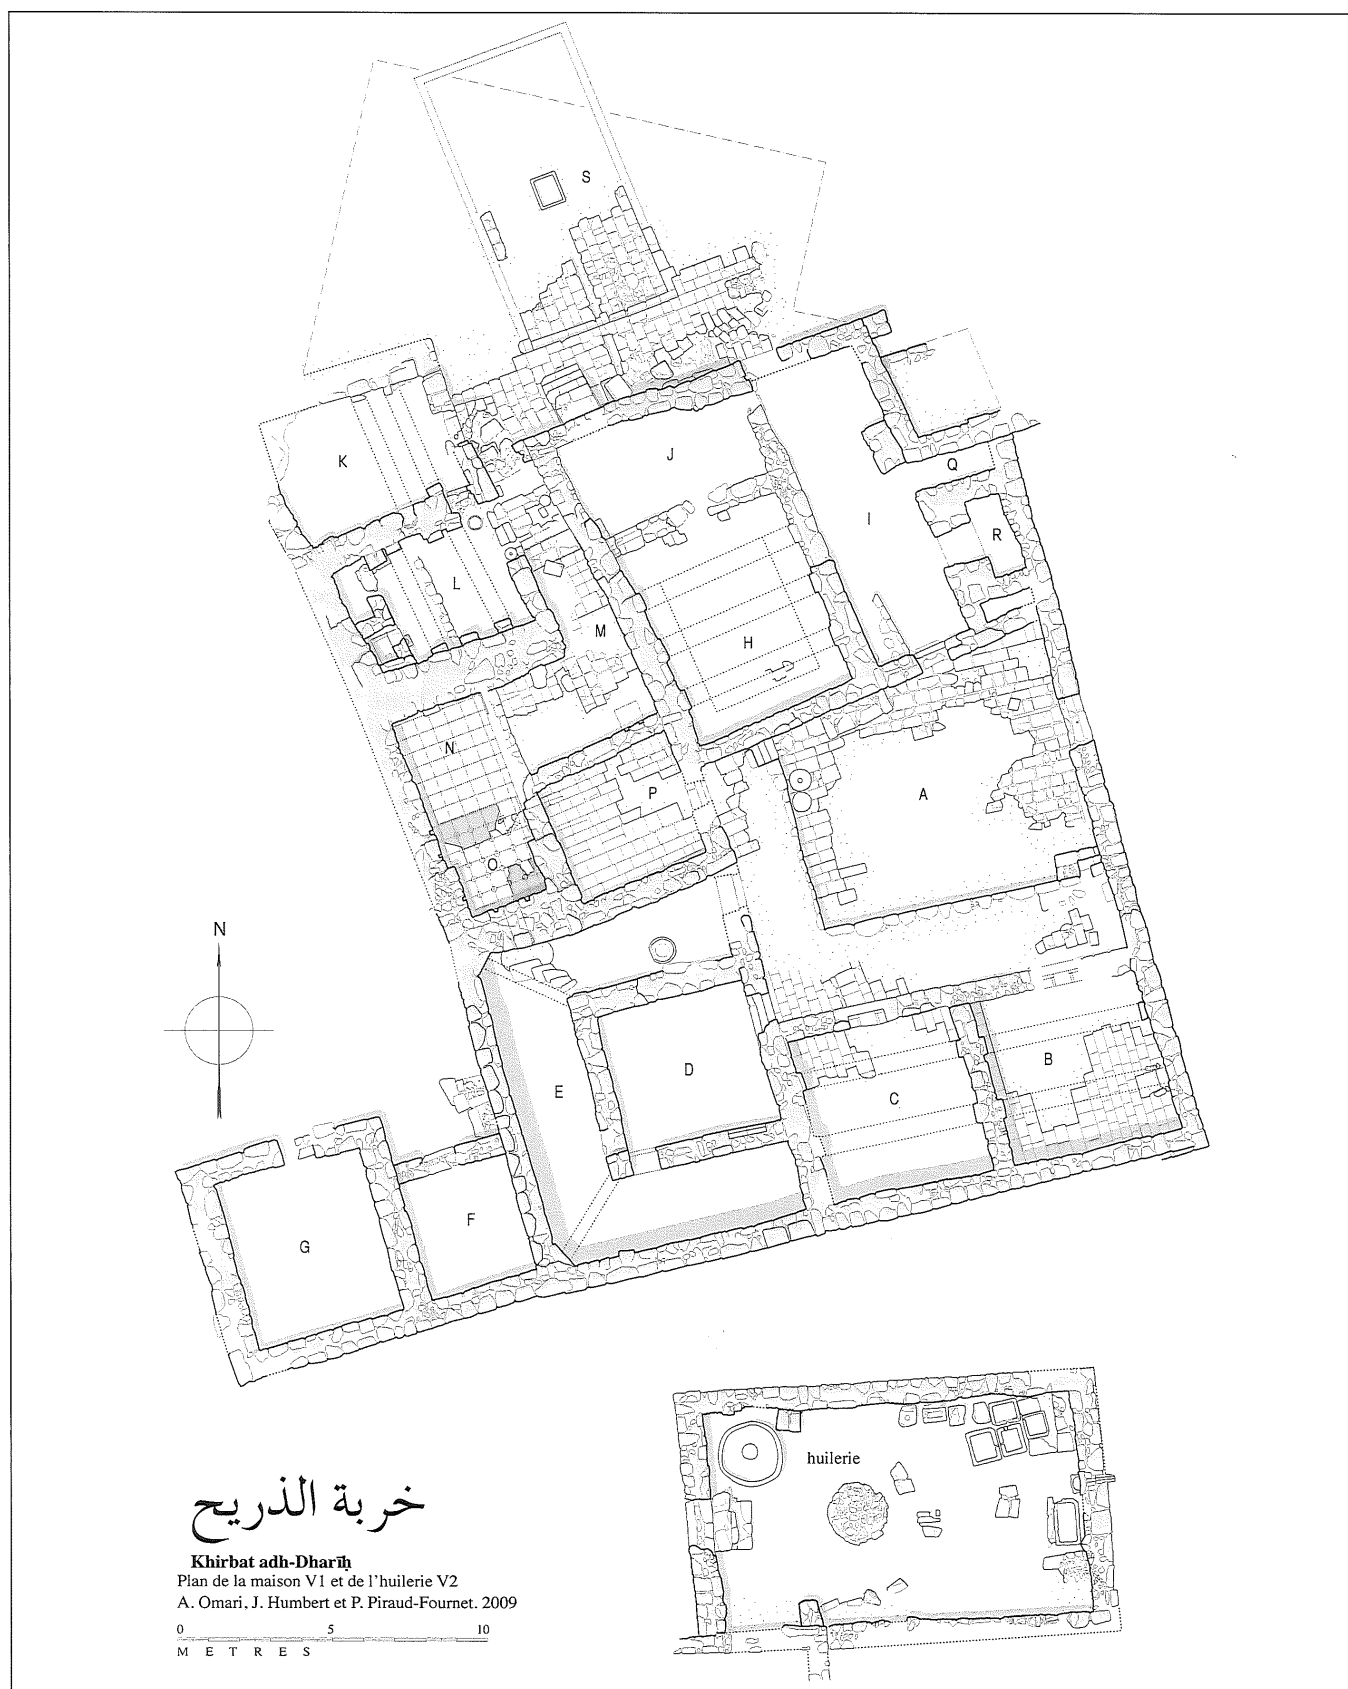 S
K
J
Q
I
R
L
M
H
N
P
A
O
N
D
B
E
C
F
G
huilerie
خربة الذريح
Khirbat adh-Dharīḥ
Plan de la maison V1 et de l'huilerie V2
A. Omari, J. Humbert et P. Piraud-Fournet. 2009
0 5 10
M E T R E S